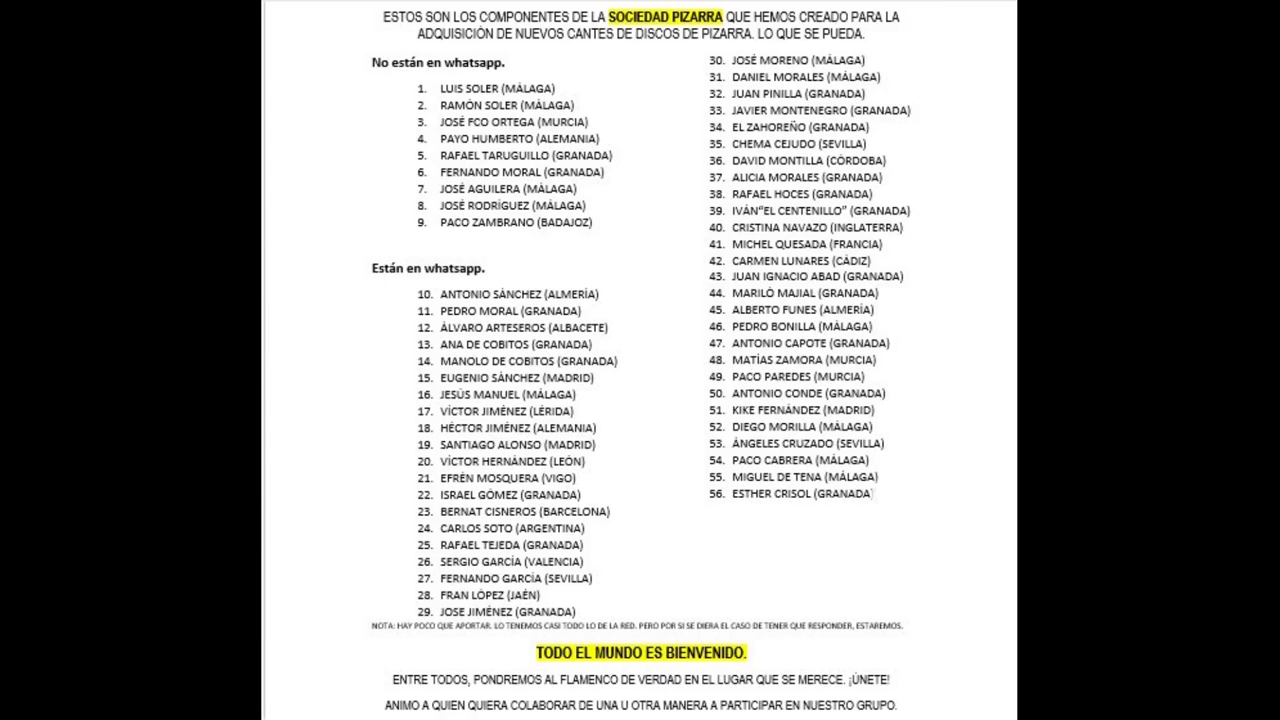 ESTOS SON LOS COMPONENTES DE LA SOCIEDAD PIZARRA QUE HEMOS CREADO PARA LA
ADQUISICIÓN DE NUEVOS CANTES DE DISCOS DE PIZARRA. LO QUE SE PUEDA.
No están en whatsapp.
1. LUIS SOLER (MÁLAGA)
2. RAMÓN SOLER (MÁLAGA)
3. JOSÉ FCO ORTEGA (MURCIA)
4. PAYO HUMBERTO (ALEMANIA)
5. RAFAEL TARUGUILLO (GRANADA)
6. FERNANDO MORAL (GRANADA)
7. JOSÉ AGUILERA (MÁLAGA)
8. JOSÉ RODRÍGUEZ (MÁLAGA)
9. PACO ZAMBRANO (BADAJOZ)
Están en whatsapp.
10. ANTONIO SÁNCHEZ (ALMERÍA)
11. PEDRO MORAL (GRANADA)
12. ÁLVARO ARTESEROS (ALBACETE)
13. ANA DE COBITOS (GRANADA)
14. MANOLO DE COBITOS (GRANADA)
15. EUGENIO SÁNCHEZ (MADRID)
16. JESÚS MANUEL (MÁLAGA)
17. VÍCTOR JIMÉNEZ (LÉRIDA)
18. HÉCTOR JIMÉNEZ (ALEMANIA)
19. SANTIAGO ALONSO (MADRID)
20. VÍCTOR HERNÁNDEZ (LEÓN)
21. EFRÉN MOSQUERA (VIGO)
22. ISRAEL GÓMEZ (GRANADA)
23. BERNAT CISNEROS (BARCELONA)
24. CARLOS SOTO (ARGENTINA)
25. RAFAEL TEJEDA (GRANADA)
26. SERGIO GARCÍA (VALENCIA)
27. FERNANDO GARCÍA (SEVILLA)
28. FRAN LÓPEZ (JAÉN)
29. JOSE JIMÉNEZ (GRANADA)
30. JOSÉ MORENO (MÁLAGA)
31. DANIEL MORALES (MÁLAGA)
32. JUAN PINILLA (GRANADA)
33. JAVIER MONTENEGRO (GRANADA)
34. EL ZAHOREÑO (GRANADA)
35. CHEMA CEJUDO (SEVILLA)
36. DAVID MONTILLA (CÓRDOBA)
37. ALICIA MORALES (GRANADA)
38. RAFAEL HOCES (GRANADA)
39. IVÁN“EL CENTENILLO” (GRANADA)
40. CRISTINA NAVAZO (INGLATERRA)
41. MICHEL QUESADA (FRANCIA)
42. CARMEN LUNARES (CÁDIZ)
43. JUAN IGNACIO ABAD (GRANADA)
44. MARILÓ MAJIAL (GRANADA)
45. ALBERTO FUNES (ALMERÍA)
46. PEDRO BONILLA (MÁLAGA)
47. ANTONIO CAPOTE (GRANADA)
48. MATÍAS ZAMORA (MURCIA)
49. PACO PAREDES (MURCIA)
50. ANTONIO CONDE (GRANADA)
51. KIKE FERNÁNDEZ (MADRID)
52. DIEGO MORILLA (MÁLAGA)
53. ÁNGELES CRUZADO (SEVILLA)
54. PACO CABRERA (MÁLAGA)
55. MIGUEL DE TENA (MÁLAGA)
56. ESTHER CRISOL (GRANADA)
NOTA: HAY POCO QUE APORTAR. LO TENEMOS CASI TODO LO DE LA RED. PERO POR SI SE DIERA EL CASO DE TENER QUE RESPONDER, ESTAREMOS.
TODO EL MUNDO ES BIENVENIDO.
ENTRE TODOS, PONDREMOS AL FLAMENCO DE VERDAD EN EL LUGAR QUE SE MERECE. ¡ÚNETE!
ANIMO A QUIEN QUIERA COLABORAR DE UNA U OTRA MANERA A PARTICIPAR EN NUESTRO GRUPO.